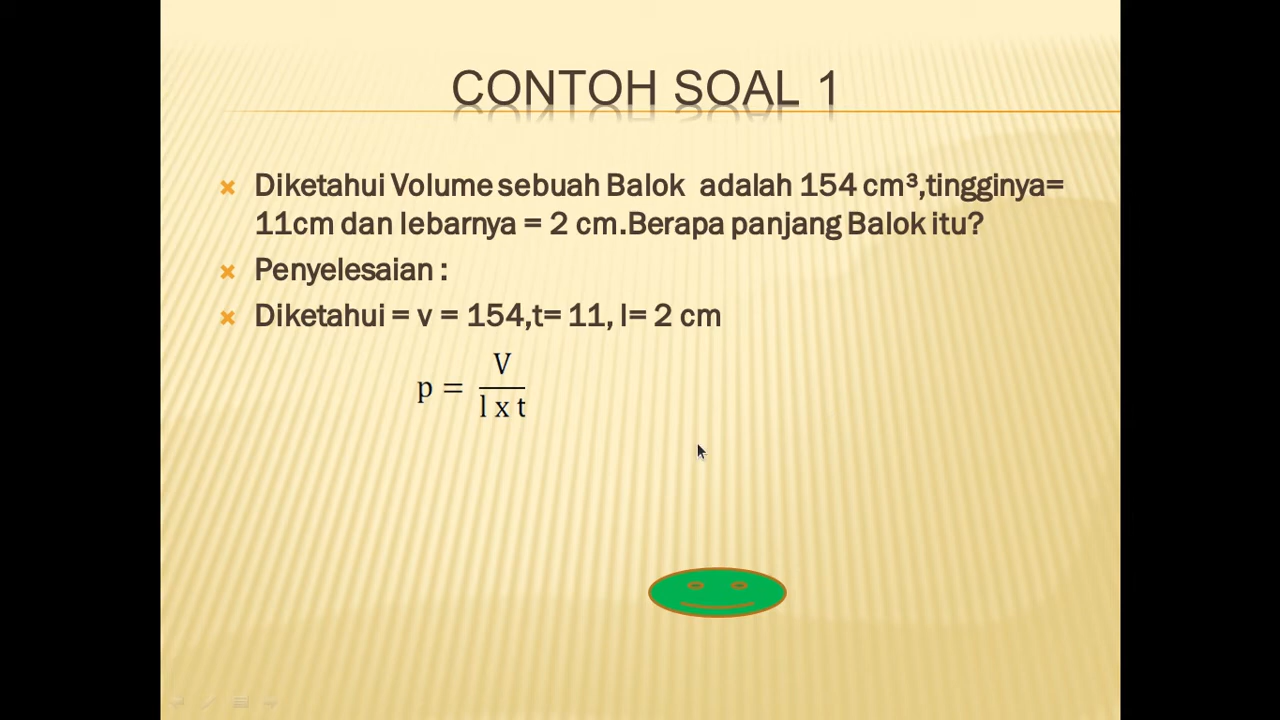 CONTOH SOAL 1
Diketahui Volume sebuah Balok adalah 154 cm³,tingginya=
11cm dan lebarnya = 2 cm.Berapa panjang Balok itu?
Penyelesaian :
Diketahui = v = 154,t= 11, l= 2 cm
p = V
l x t